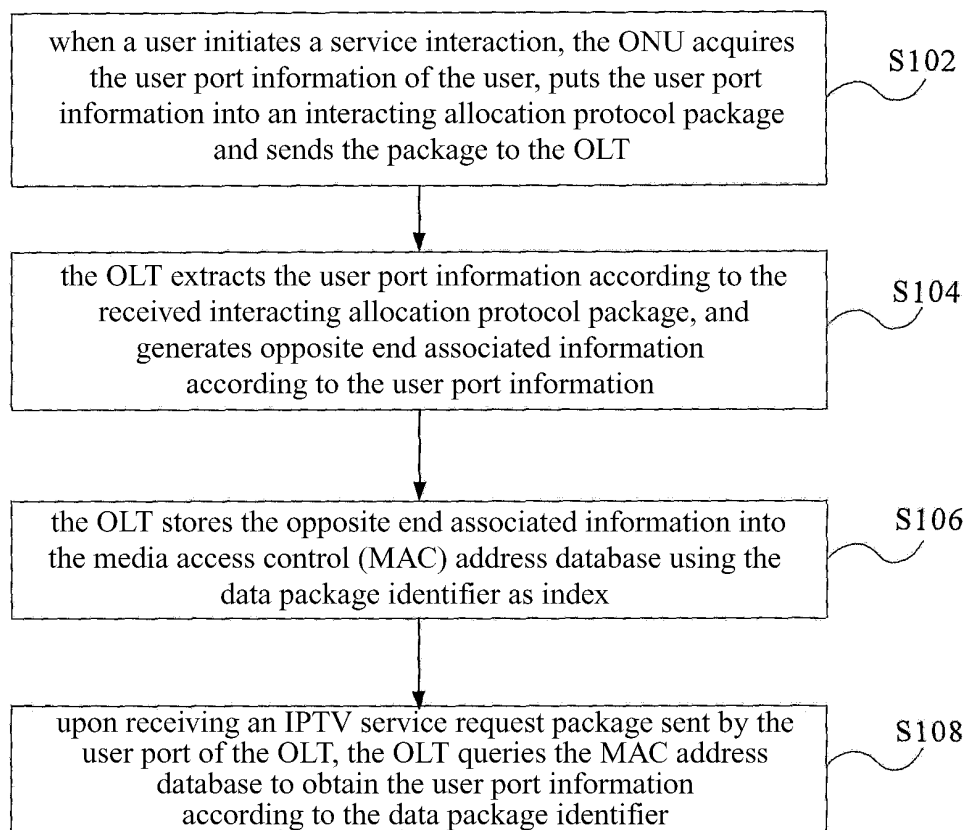 when a user initiates a service interaction, the ONU acquires
the user port information of the user, puts the user port
information into an interacting allocation protocol package
and sends the package to the OLT
S102
the OLT extracts the user port information according to the
received interacting allocation protocol package, and
generates opposite end associated information
according to the user port information
S104
the OLT stores the opposite end associated information into
the media access control (MAC) address database using the
data package identifier as index
S106
upon receiving an IPTV service request package sent by the
user port of the OLT, the OLT queries the MAC address
database to obtain the user port information
according to the data package identifier
S108